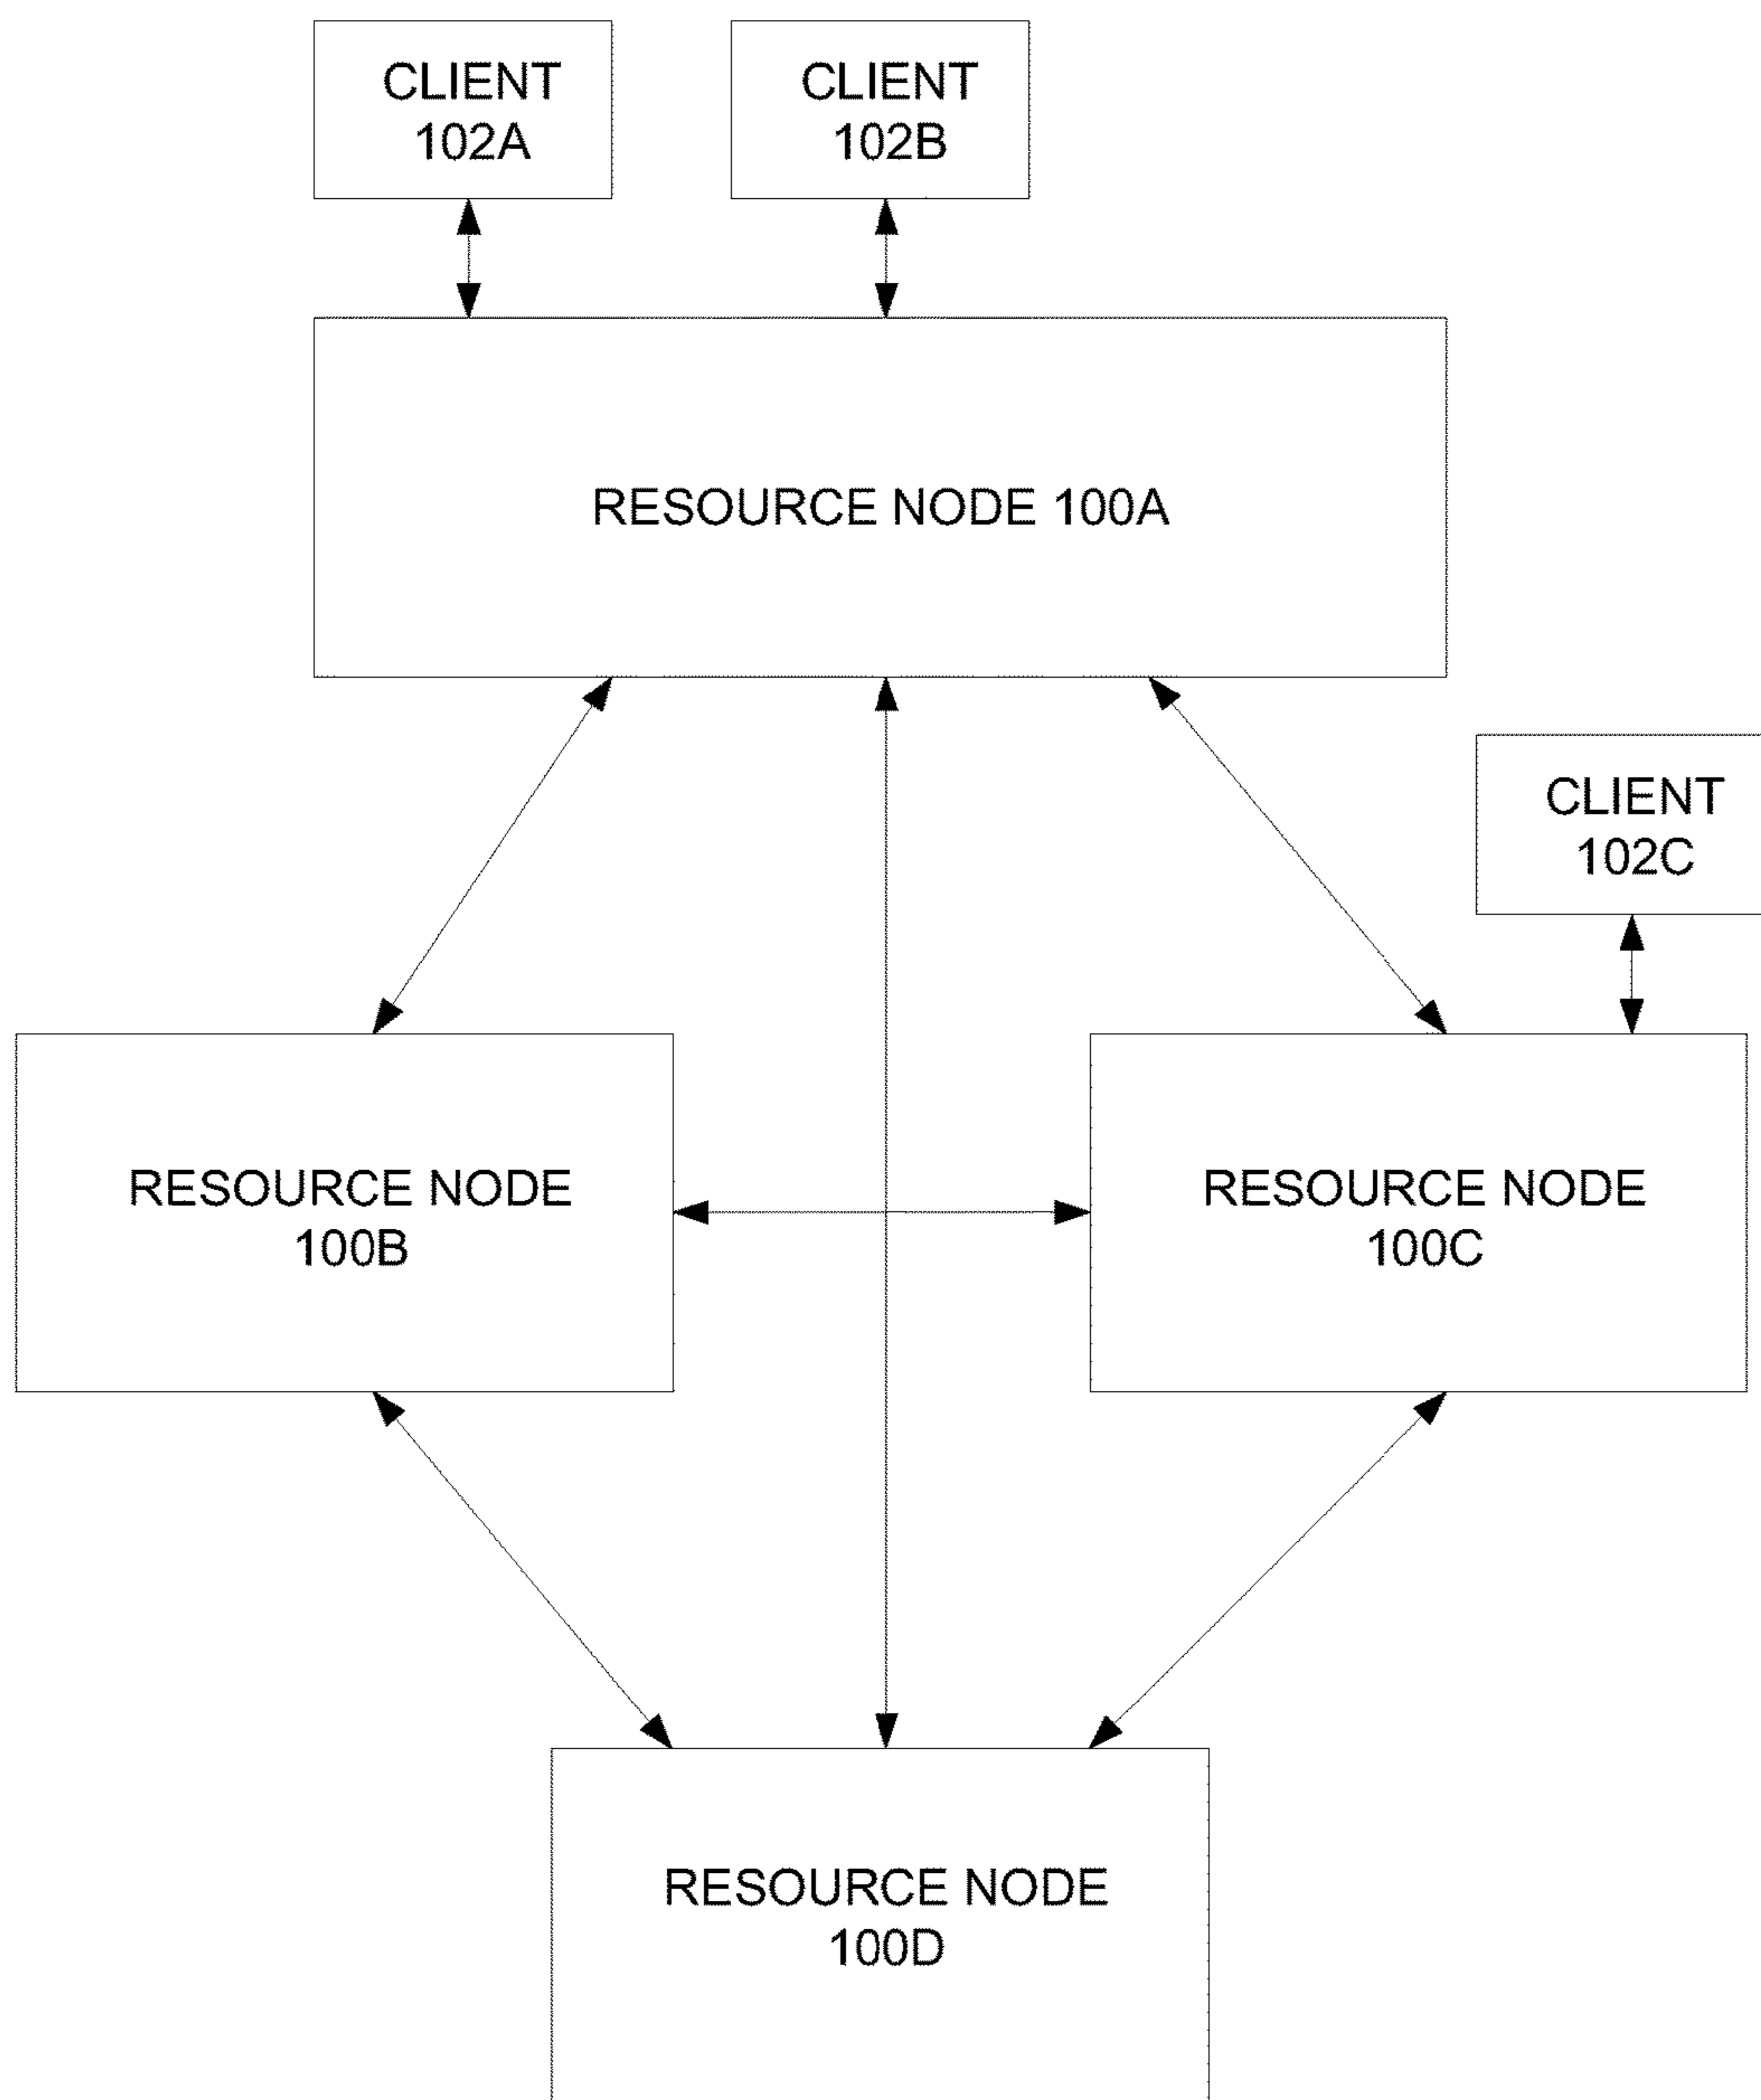 CLIENT
102A
CLIENT
102B
RESOURCE NODE 100A
CLIENT
102C
RESOURCE NODE
100B
RESOURCE NODE
100C
RESOURCE NODE
100D